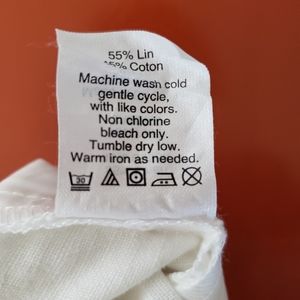 55% Lin
45% Coton
Machine wash cold
gentle cycle,
with like colors.
Non chlorine
bleach only.
Tumble dry low.
Warm iron as needed.
30